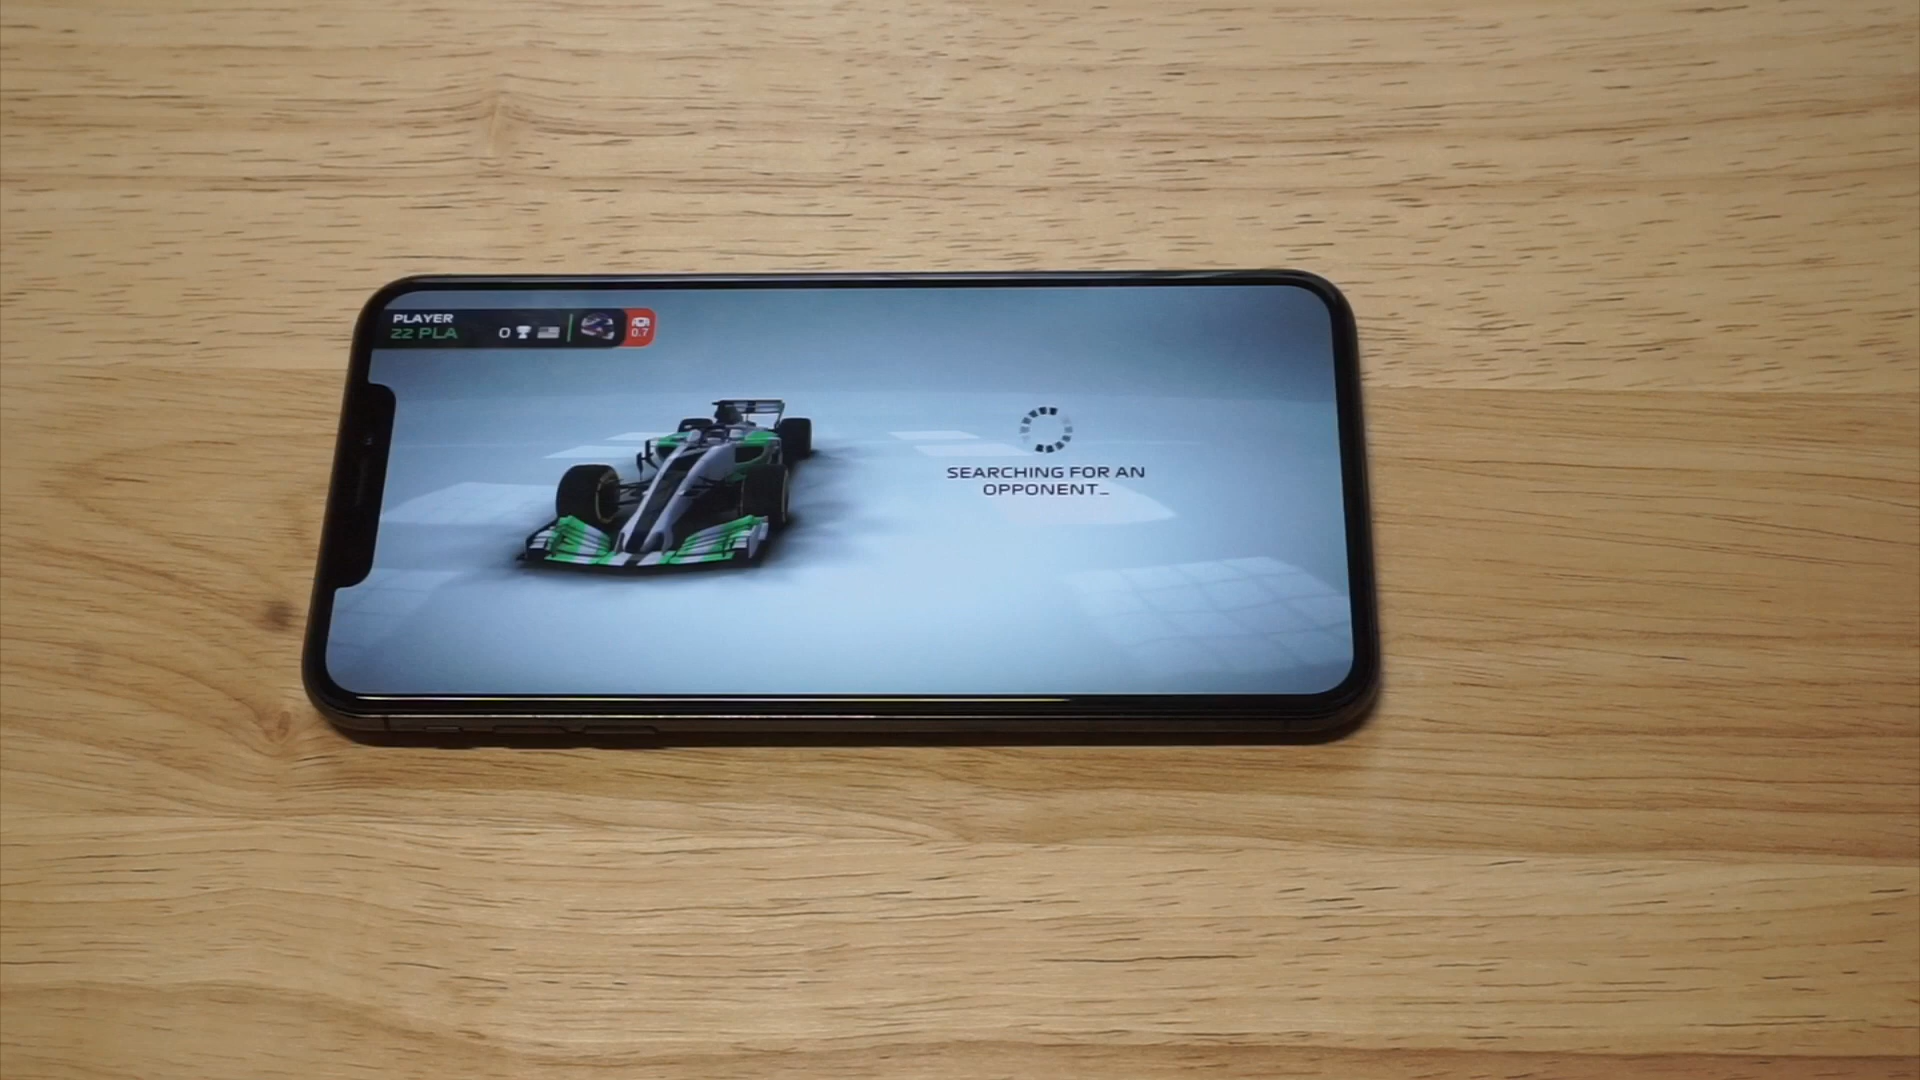 PLAYER
22 PLA
0
0.7
SEARCHING FOR AN
OPPONENT_